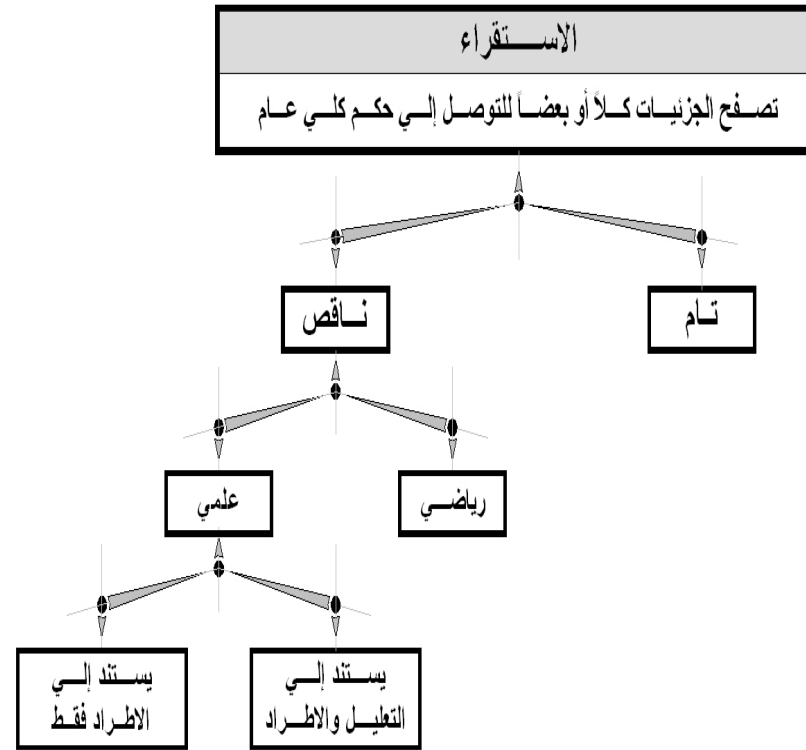 الاستقراء
تصفح الجزئيات كلاً أو بعضاً للتوصل إلي حكم كلي عام
تام
ناقص
رياضي
علمي
يستند إلي
التعليل والاطراد
يستند إلي
الاطراد فقط